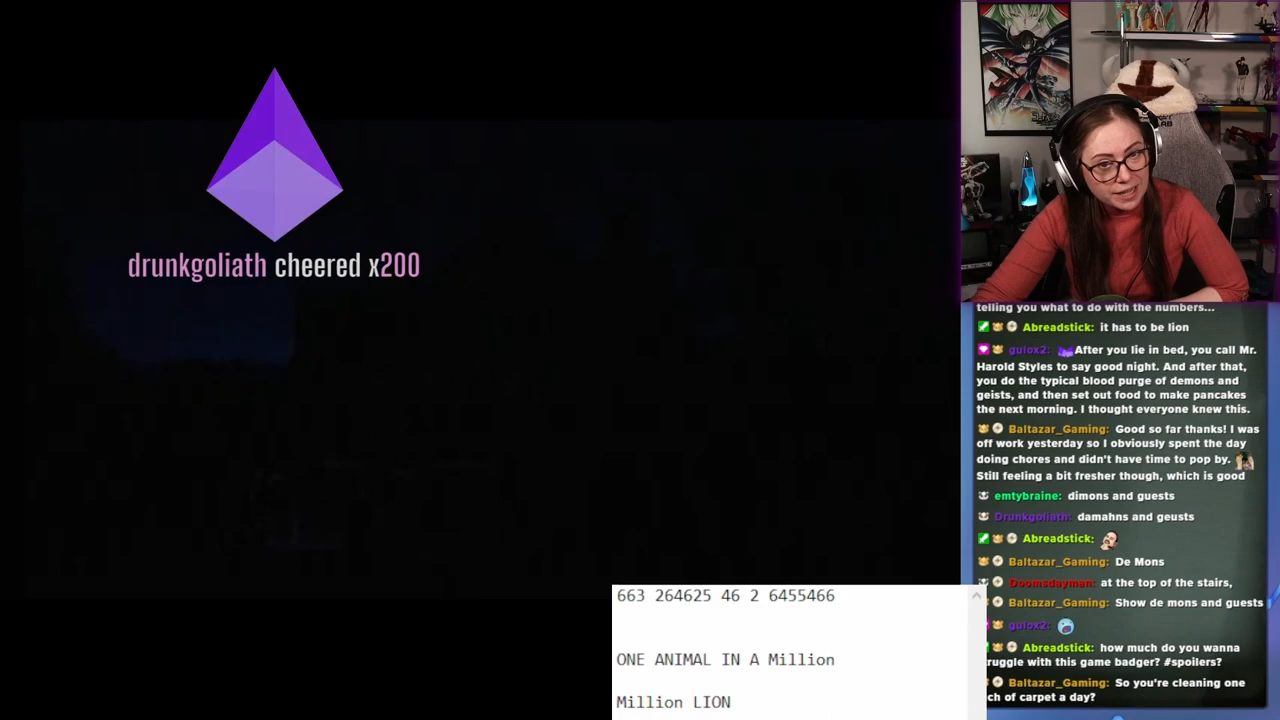 drunkgoliath cheered x200
telling you what to do with the numbers...
Abreadstick: it has to be lion
gulox2: After you lie in bed, you call Mr.
Harold Styles to say good night. And after that,
you do the typical blood purge of demons and
geists, and then set out food to make pancakes
the next morning. I thought everyone knew this.
Baltazar_Gaming: Good so far thanks! I was
off work yesterday so I obviously spent the day
doing chores and didn't have time to pop by.
Still feeling a bit fresher though, which is good
emtybraine: dimons and guests
Drunkgoliath: damahns and geusts
Abreadstick:
Baltazar_Gaming: De Mons
Doomsdayman: at the top of the stairs,
Baltazar_Gaming: Show de mons and guests
gulox2:
Abreadstick: how much do you wanna
ruggle with this game badger? #spoilers?
Baltazar_Gaming: So you're cleaning one
ch of carpet a day?
663 264625 46 2 6455466
ONE ANIMAL IN A Million
Million LION